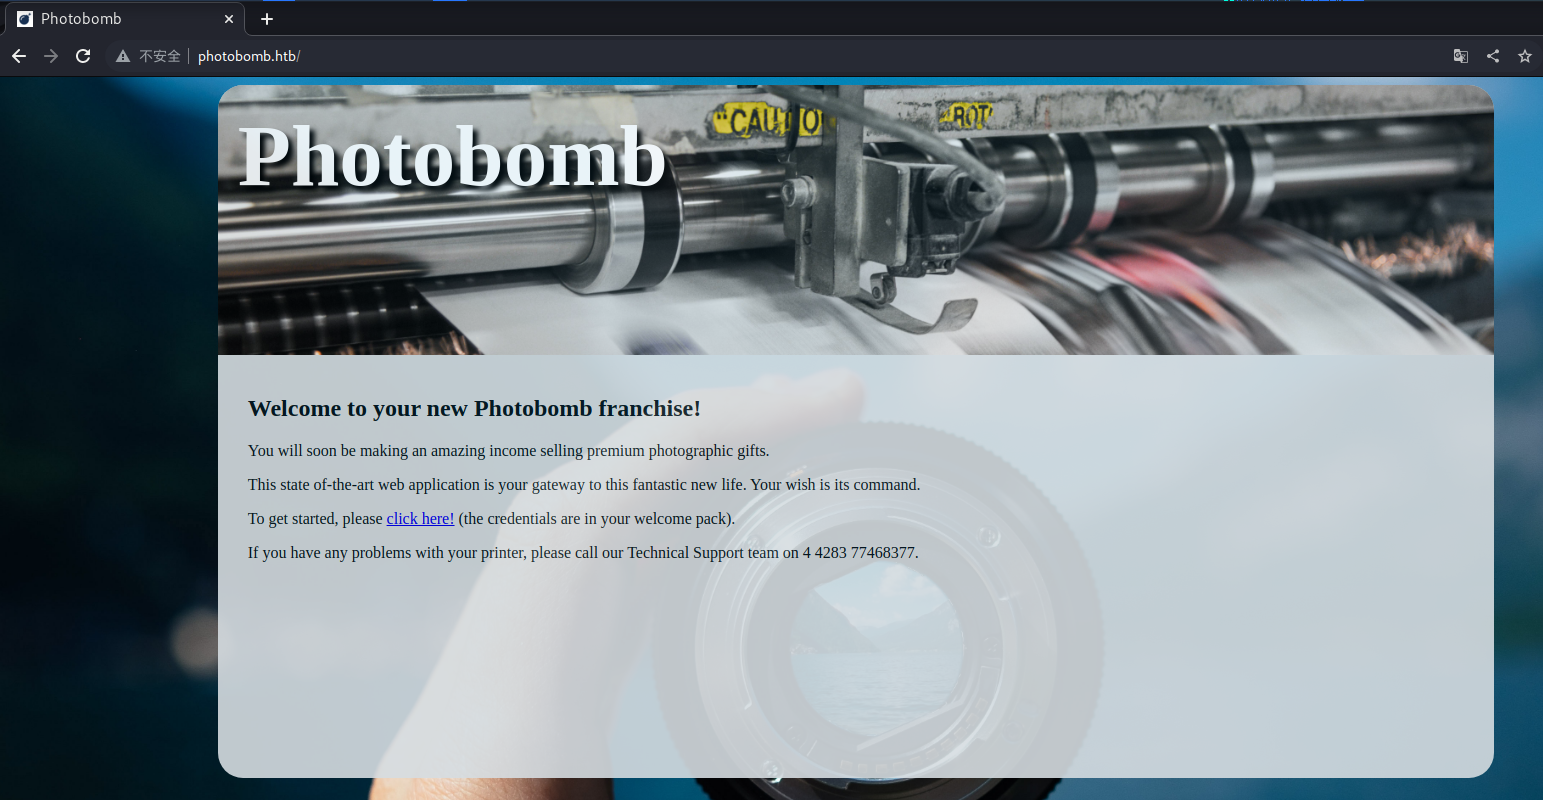 Photobomb
不安全 photobomb.htb/
"CAUTIO
ROT
Photobomb
Welcome to your new Photobomb franchise!
You will soon be making an amazing income selling premium photographic gifts.
This state of-the-art web application is your gateway to this fantastic new life. Your wish is its command.
To get started, please click here! (the credentials are in your welcome pack).
If you have any problems with your printer, please call our Technical Support team on 4 4283 77468377.